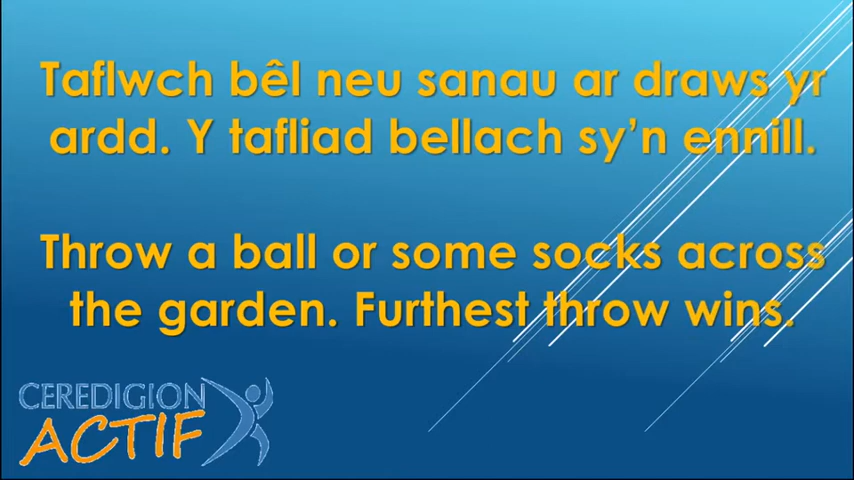 Taflwch bêl neu sanau ar draws yr
ardd. Y tafliad bellach sy’n ennill.
Throw a ball or some socks across
the garden. Furthest throw wins.
CEREDIGION
ACTIF